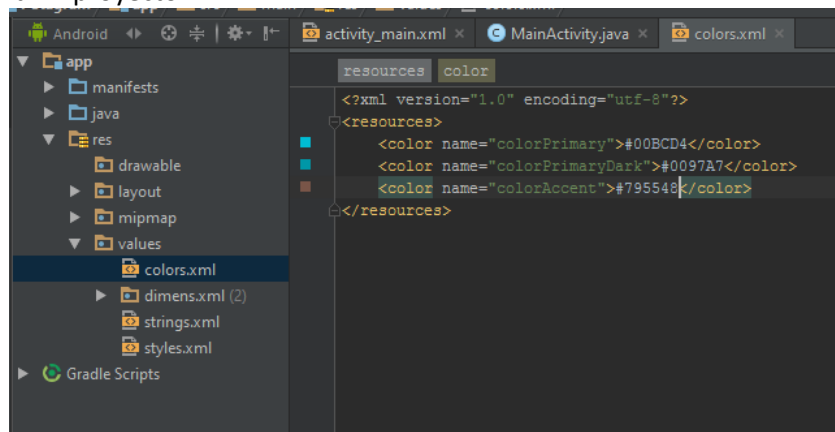 Android
activity_main.xml
MainActivity.java
colors.xml
app
manifests
java
res
drawable
layout
mipmap
values
colors.xml
dimens.xml (2)
strings.xml
styles.xml
Gradle Scripts
resources color
<?xml version="1.0" encoding="utf-8"?>
<resources>
<color name="colorPrimary">#00BCD4</color>
<color name="colorPrimaryDark">#0097A7</color>
<color name="colorAccent">#795548</color>
</resources>